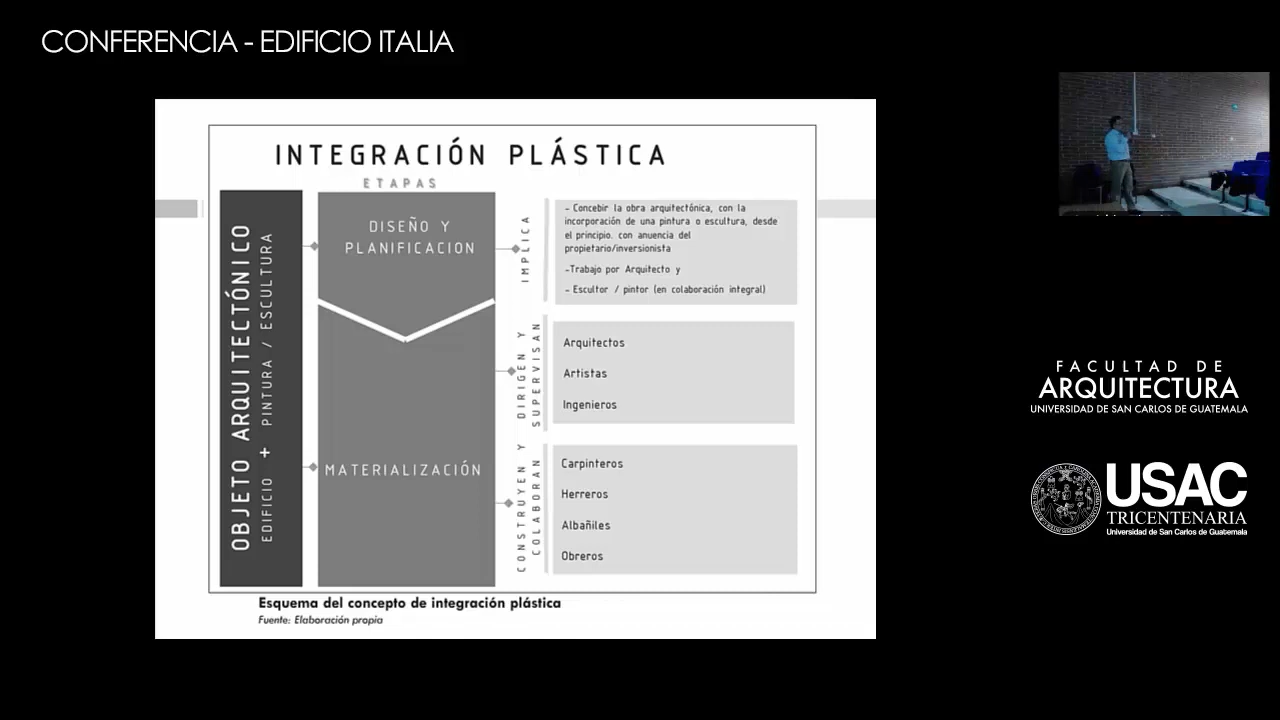 CONFERENCIA - EDIFICIO ITALIA
INTEGRACIÓN PLÁSTICA
ETAPAS
OBJETO ARQUITECTÓNICO
EDIFICIO + PINTURA / ESCULTURA
DISEÑO Y
PLANIFICACION
IMPLICA
- Concebir la obra arquitectónica, con la
incorporación de una pintura o escultura, desde
el principio. con anuencia del
propietario/inversionista
-Trabajo por Arquitecto y
- Escultor / pintor (en colaboración integral)
MATERIALIZACIÓN
DIRIGEN Y
SUPERVISAN
Arquitectos
Artistas
Ingenieros
CONSTRUYEN Y
COLABORAN
Carpinteros
Herreros
Albañiles
Obreros
Esquema del concepto de integración plástica
Fuente: Elaboración propia
FACULTAD DE
ARQUITECTURA
UNIVERSIDAD DE SAN CARLOS DE GUATEMALA
USAC
TRICENTENARIA
Universidad de San Carlos de Guatemala